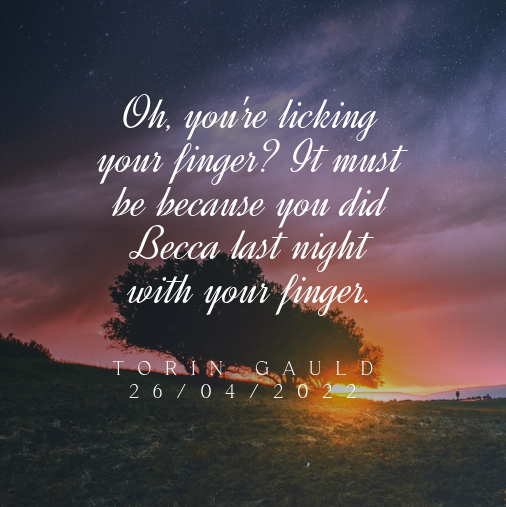 Oh, you're licking
your finger? It must
be because you did
Becca last night
with your finger.
TORIN GAULD
26/04/2022